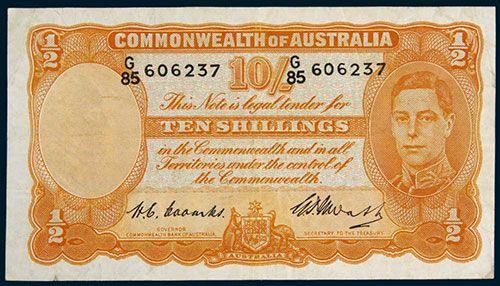 COMMONWEALTH OF AUSTRALIA
1/2 1/2
G/85 606237 10/- G/85 606237
This Note is legal tender for
TEN SHILLINGS
in the Commonwealth and in all
Territories under the control of
the Commonwealth.
1/2 1/2
GOVERNOR
COMMONWEALTH BANK OF AUSTRALIA
SECRETARY TO THE TREASURY
AUSTRALIA